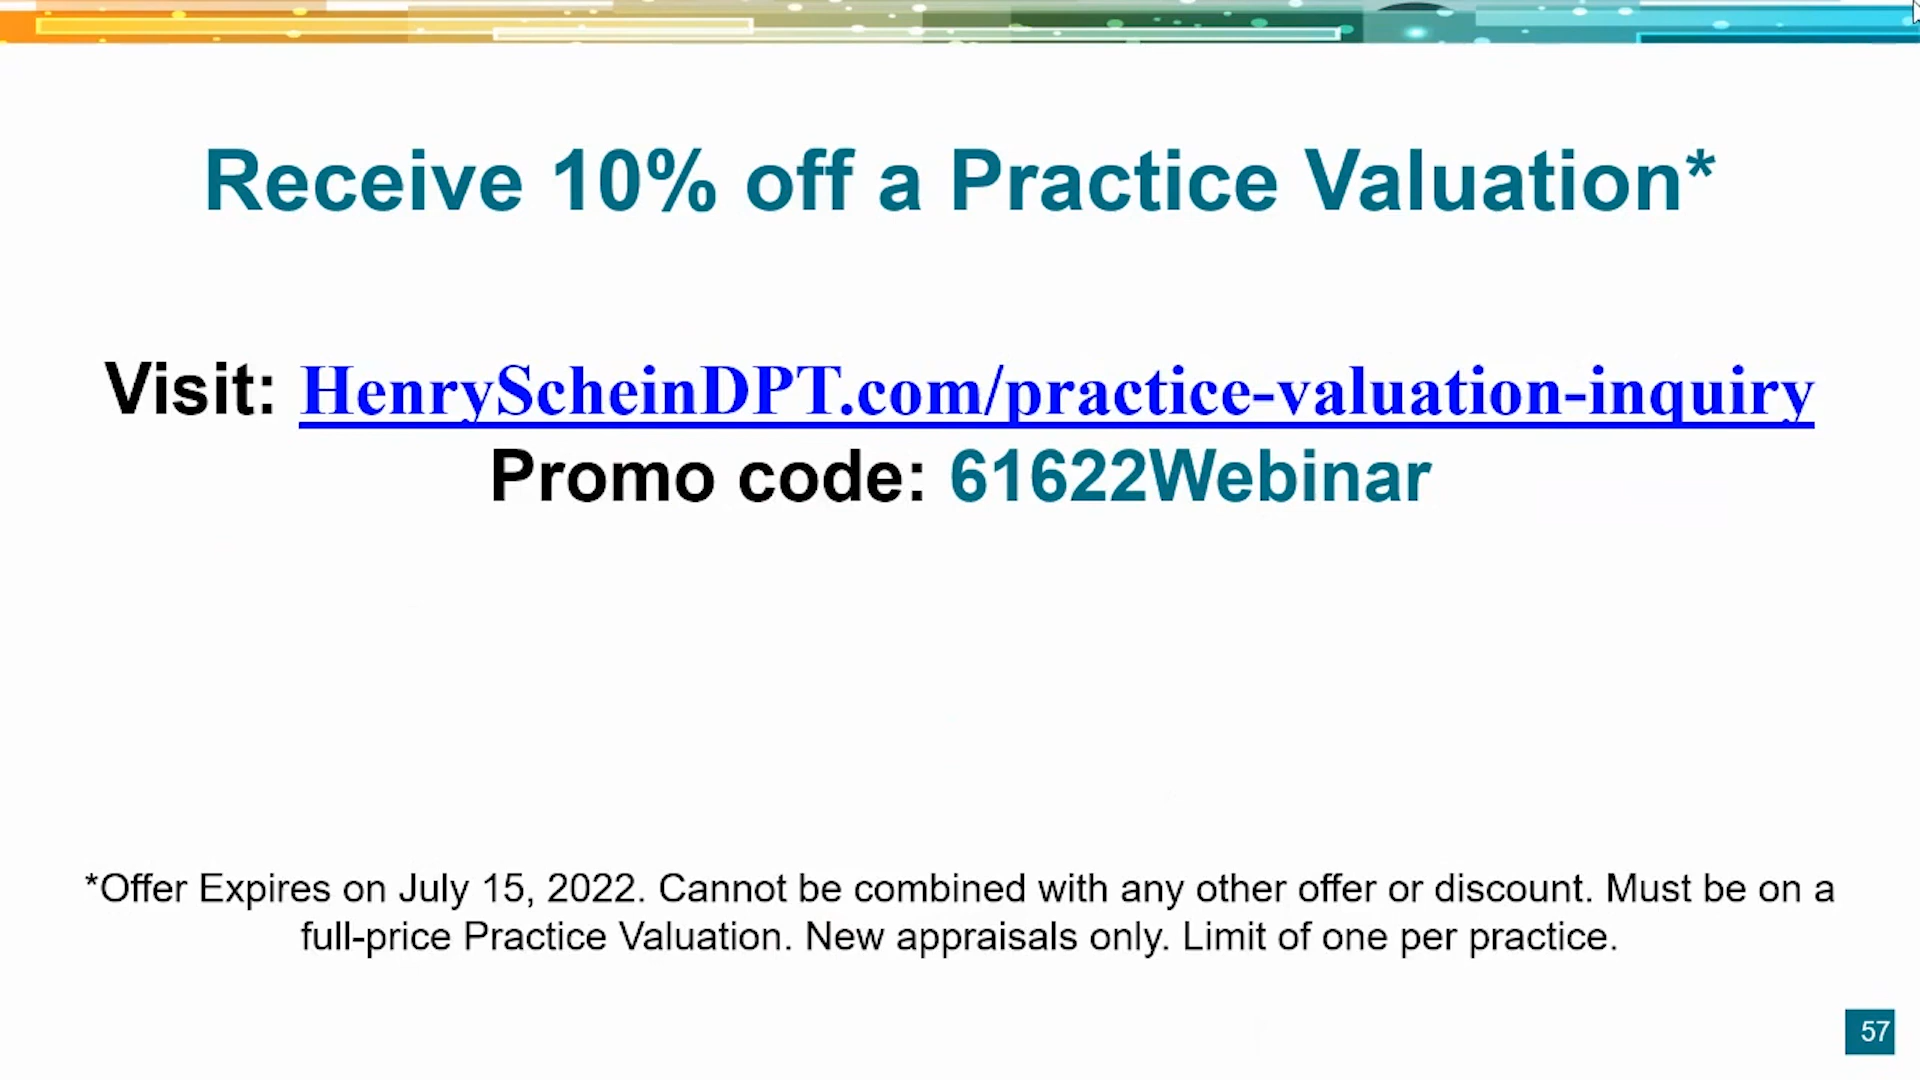 Receive 10% off a Practice Valuation*
Visit: HenryScheinDPT.com/practice-valuation-inquiry
Promo code: 61622Webinar
*Offer Expires on July 15, 2022. Cannot be combined with any other offer or discount. Must be on a
full-price Practice Valuation. New appraisals only. Limit of one per practice.
57